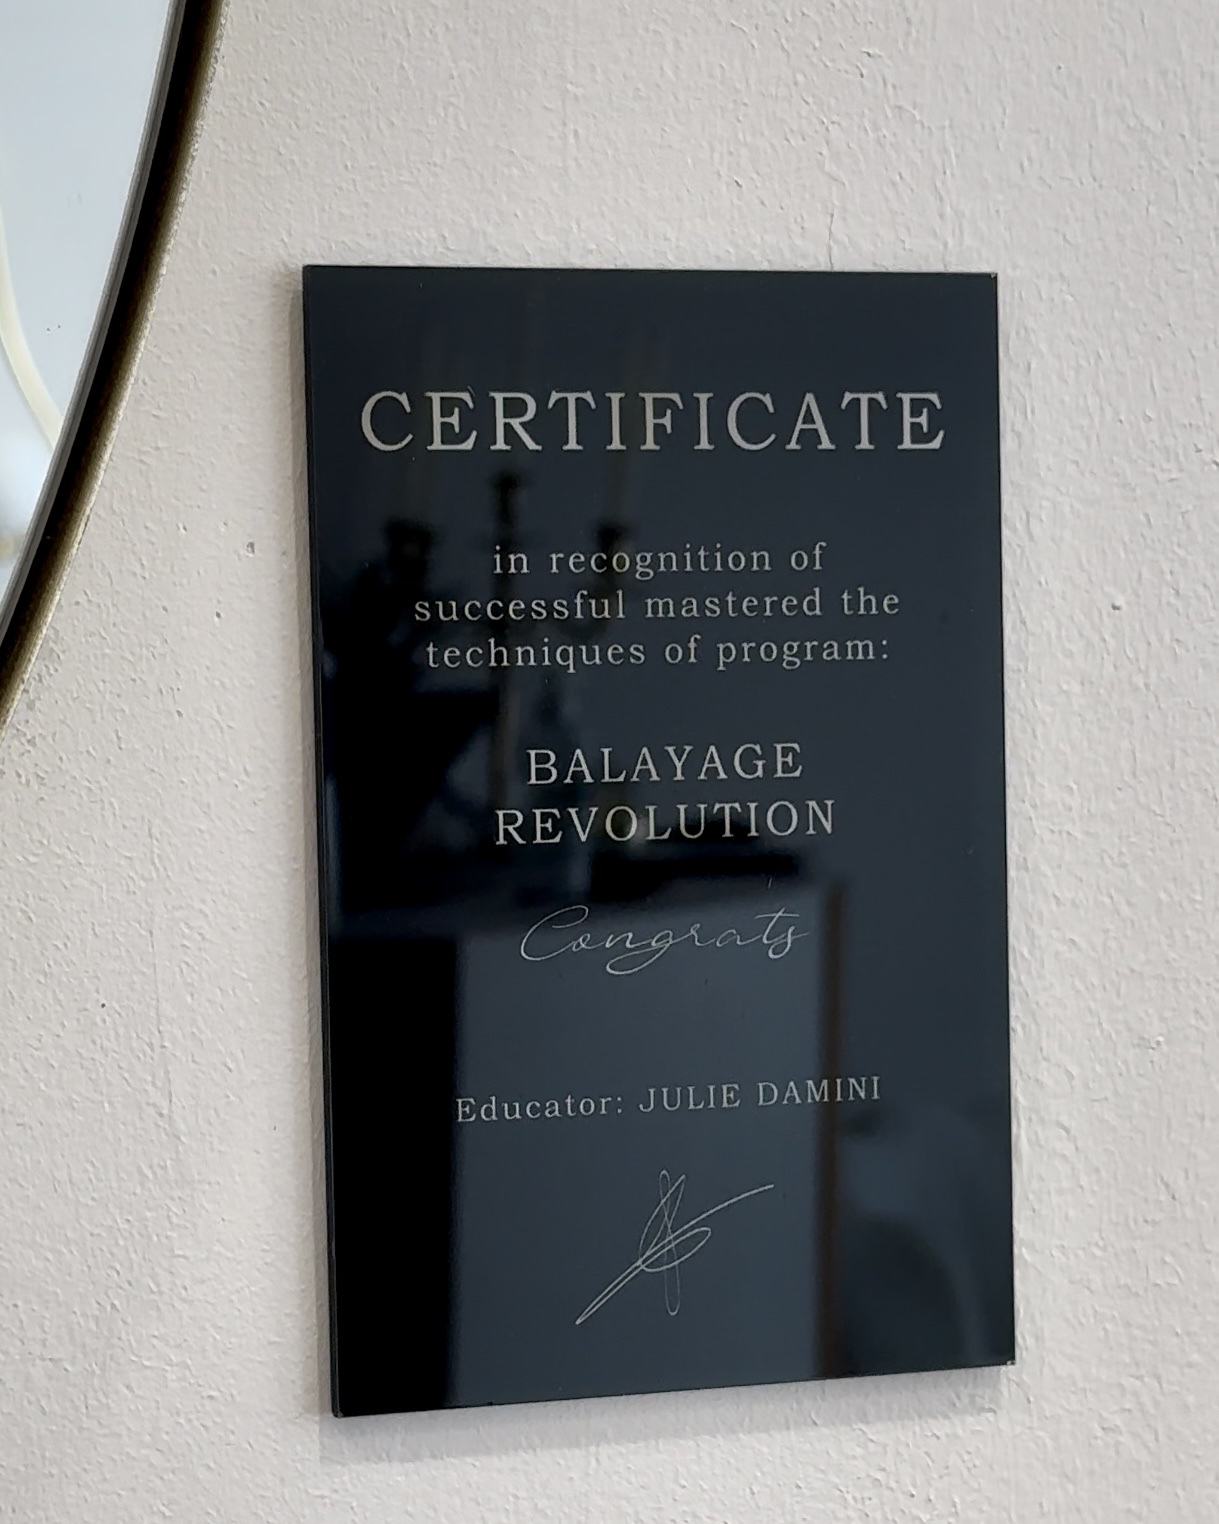 CERTIFICATE
in recognition of
successful mastered the
techniques of program:
BALAYAGE
REVOLUTION
Congrats
Educator: JULIE DAMINI